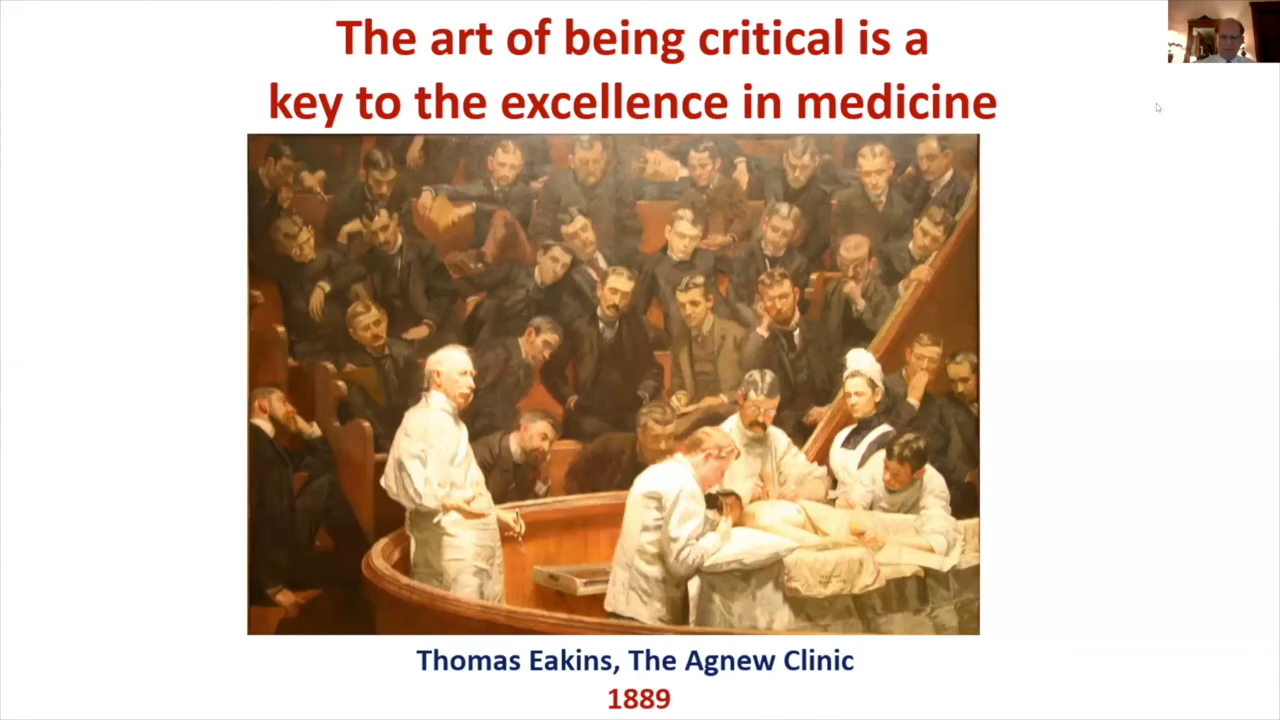 The art of being critical is a
key to the excellence in medicine
Thomas Eakins, The Agnew Clinic
1889